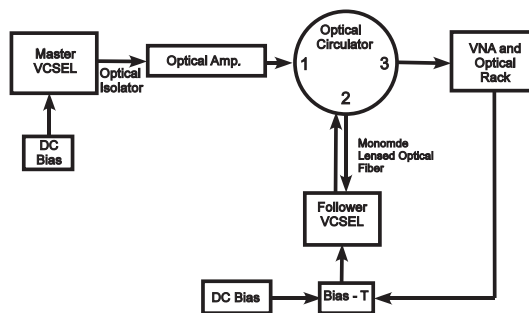 Master
VCSEL
Optical
Isolator
DC
Bias
Optical Amp.
Optical
Circulator
1
2
3
VNA and
Optical
Rack
Monomde
Lensed Optical
Fiber
Follower
VCSEL
DC Bias
Bias - T